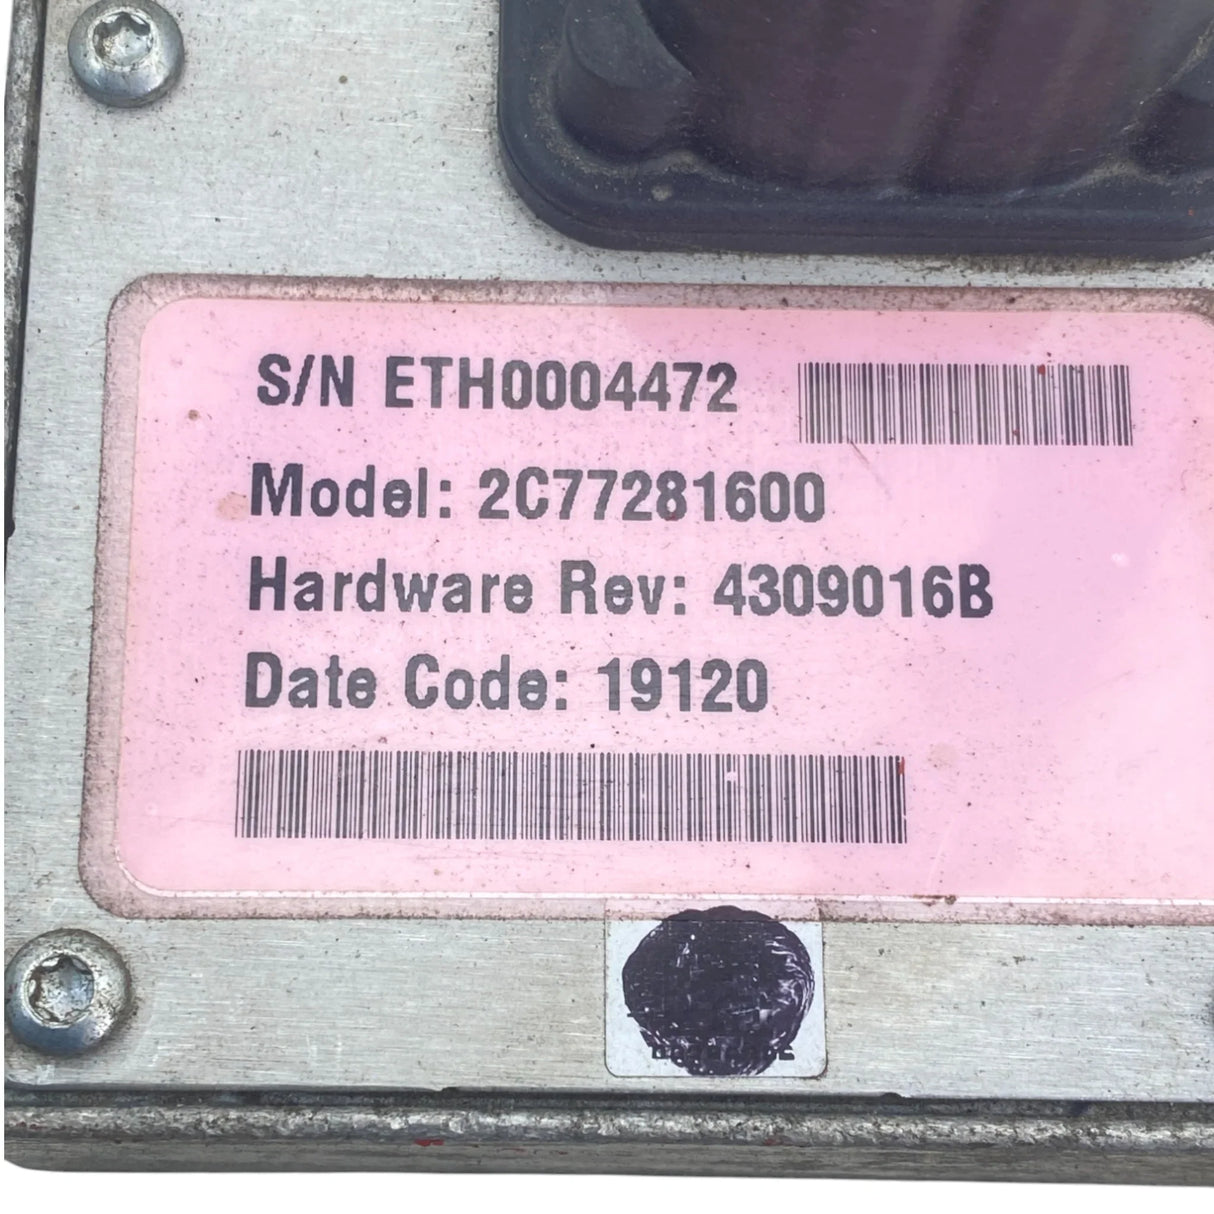 S/N ETH0004472
Model: 2C77281600
Hardware Rev: 4309016B
Date Code: 19120